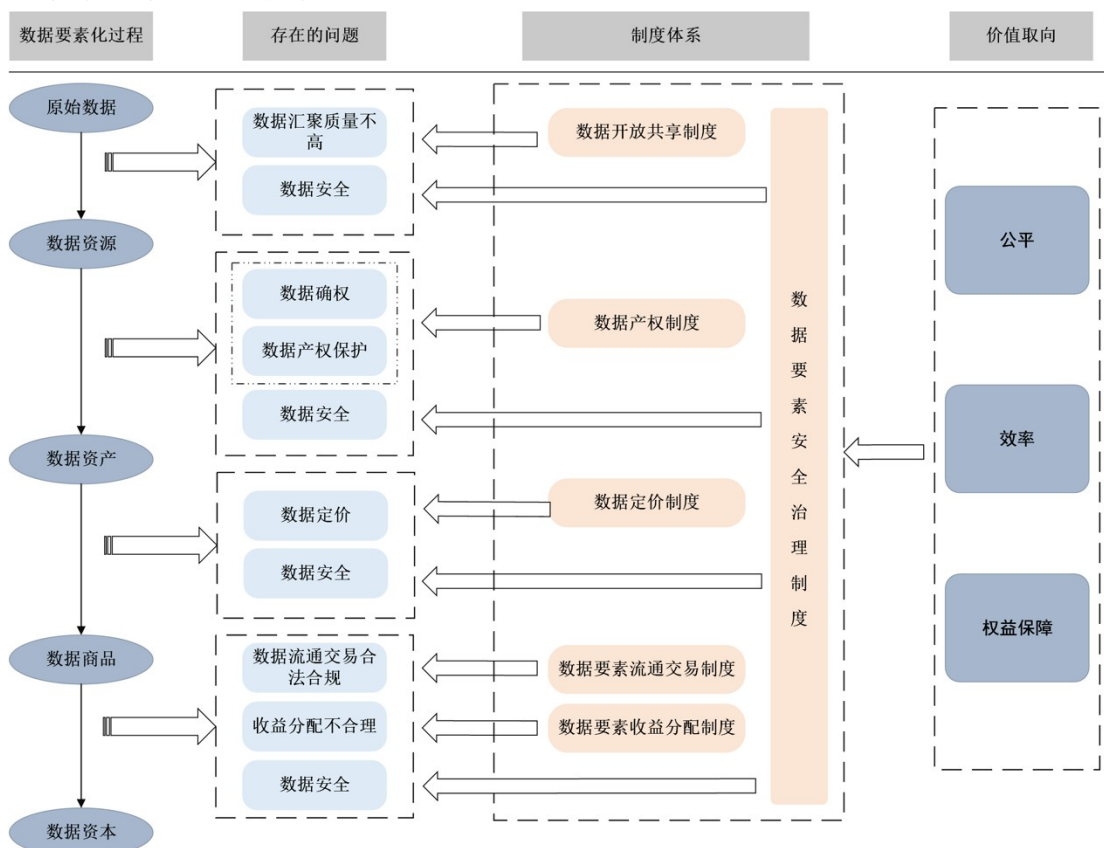 数据要素化过程
存在的问题
制度体系
价值取向
原始数据
数据资源
数据资产
数据商品
数据资本
数据汇聚质量不
高
数据安全
数据确权
数据产权保护
数据安全
数据定价
数据安全
数据流通交易合
法合规
收益分配不合理
数据安全
数据开放共享制度
数据产权制度
数据定价制度
数据要素流通交易制度
数据要素收益分配制度
数据要素安全治理制度
公平
效率
权益保障